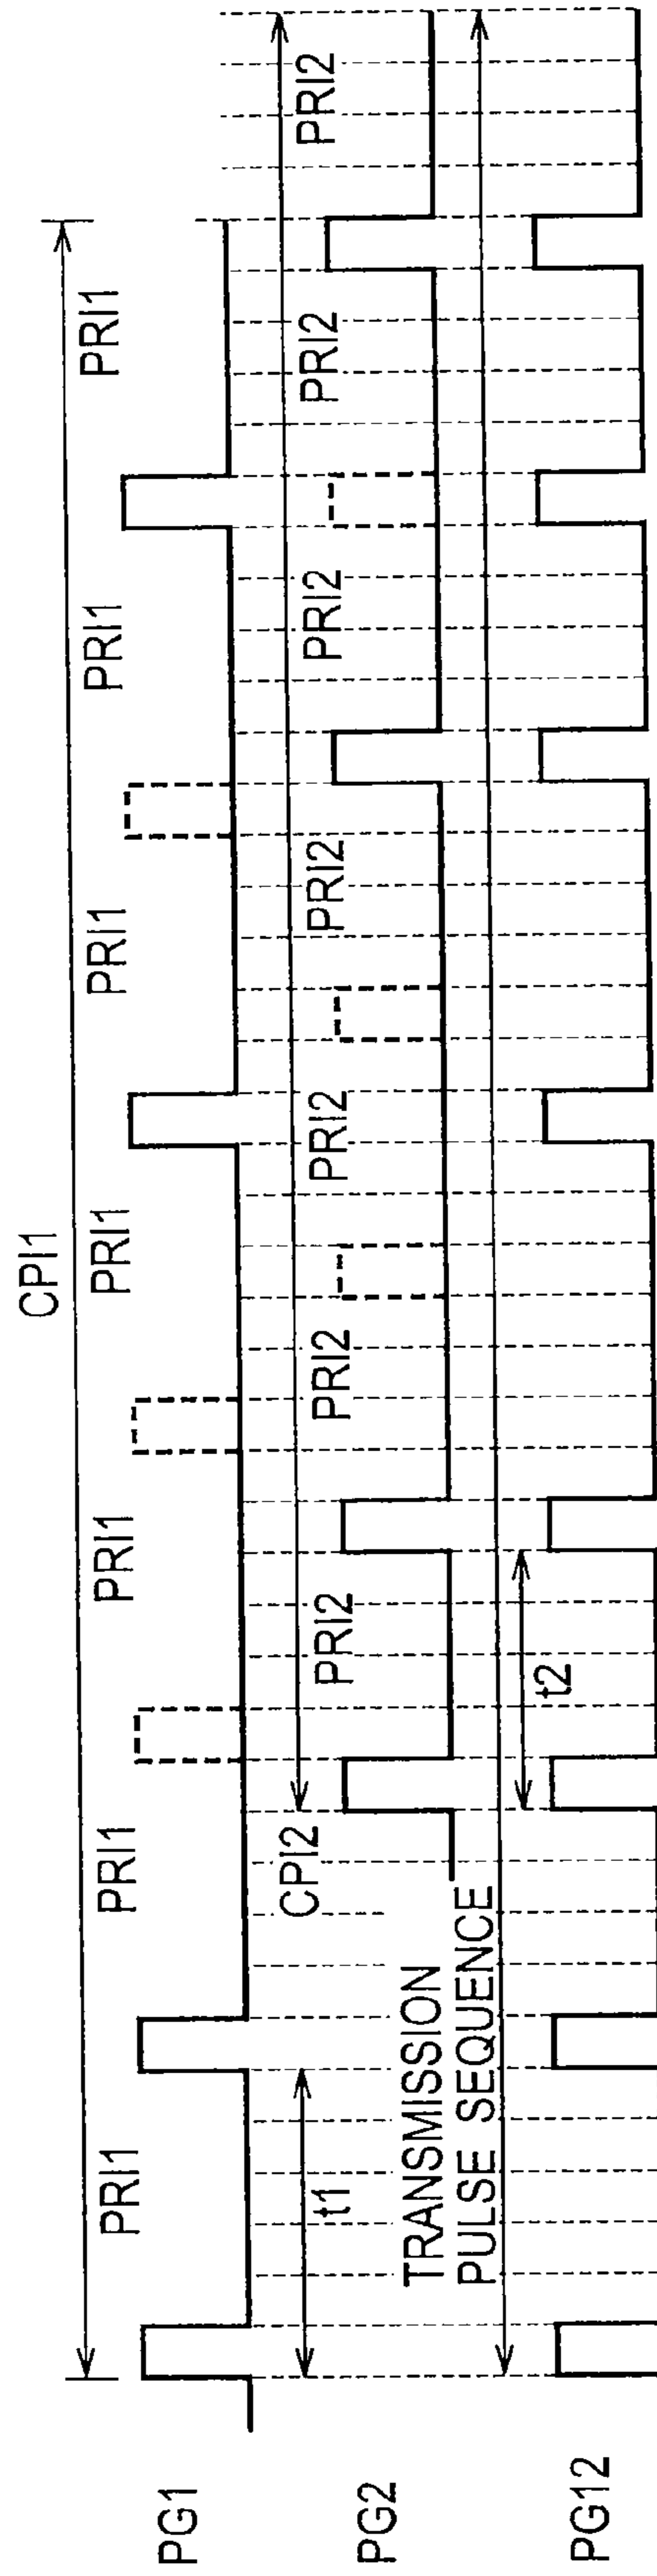 CPI1
PRI1 PRI1 PRI1 PRI1 PRI1 PRI1 PRI1
PG1
CPI2
t1 PRI2 PRI2 PRI2 PRI2 PRI2 PRI2 PRI2
PG2
TRANSMISSION
PULSE SEQUENCE
t2
PG12